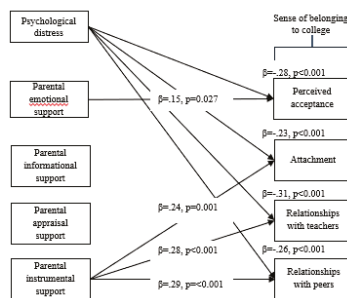 Psychological
distress
Sense of belonging
to college
β=-.28, p<0.001
Parental
emotional
support
β=.15, p=0.027
Perceived
acceptance
β=-.23, p<0.001
Parental
informational
support
Attachment
β=-.31, p<0.001
Parental
appraisal
support
β=.24, p=0.001
Relationships
with teachers
β=.28, p<0.001
β=-.26, p<0.001
Parental
instrumental
support
β=.29, p=<0.001
Relationships
with peers